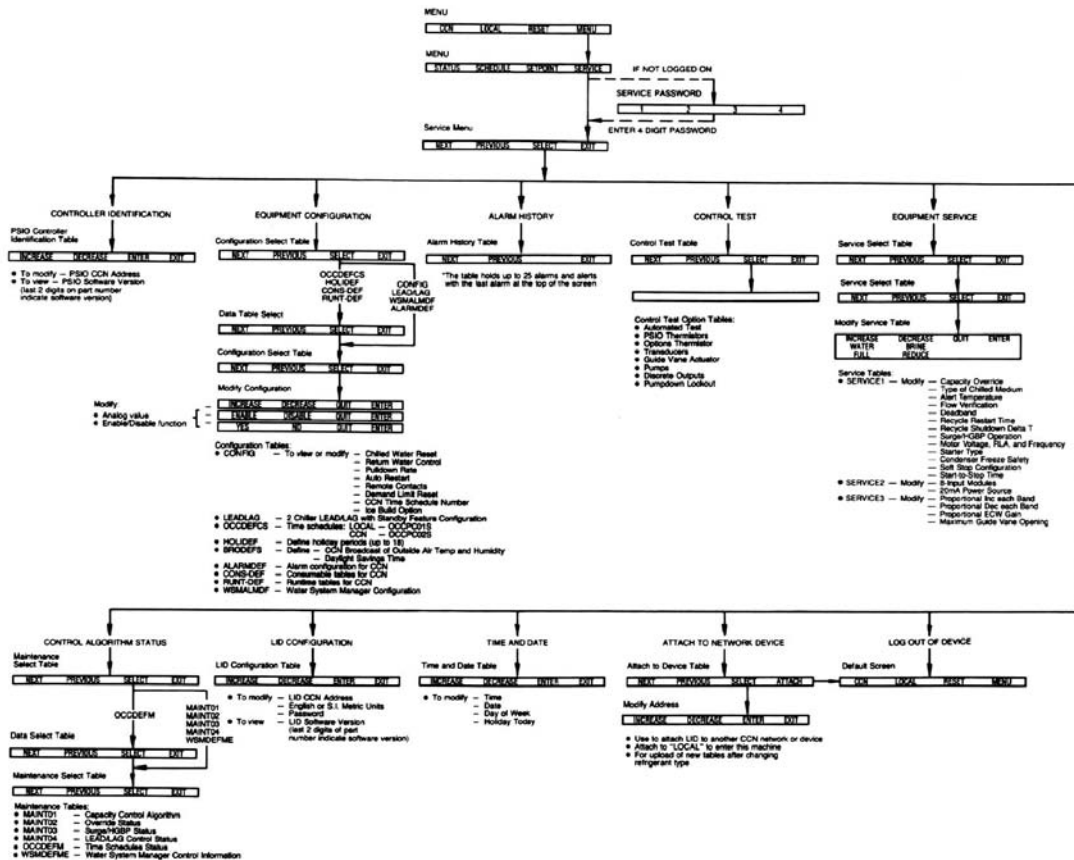 MENU
CCN LOCAL RESET MENU
MENU
STATUS SCHEDULE SETPOINT SERVICE
IF NOT LOGGED ON
SERVICE PASSWORD
1 2 3 4
ENTER 4 DIGIT PASSWORD
Service Menu
NEXT PREVIOUS SELECT EXIT
CONTROLLER IDENTIFICATION
PSIO Controller
Identification Table
INCREASE DECREASE ENTER EXIT
• To modify — PSIO CCN Address
• To view — PSIO Software Version
(last 2 digits on part number
indicate software version)
EQUIPMENT CONFIGURATION
Configuration Select Table
NEXT PREVIOUS SELECT EXIT
OCCDEFCS
HOLIDEF
CONS-DEF
RUNT-DEF
CONFIG
LEAD/LAG
WSMALMDF
ALARMDEF
Data Table Select
NEXT PREVIOUS SELECT EXIT
Configuration Select Table
NEXT PREVIOUS SELECT EXIT
Modify Configuration
Modify:
INCREASE DECREASE QUIT ENTER
• Analog value
ENABLE DISABLE QUIT ENTER
• Enable/Disable function
YES NO QUIT ENTER
Configuration Tables:
• CONFIG — To view or modify — Chilled Water Reset
— Return Water Control
— Pulldown Rate
— Auto Restart
— Remote Contacts
— Demand Limit Reset
— CCN Time Schedule Number
— Ice Build Option
• LEADLAG — 2 Chiller LEAD/LAG with Standby Feature Configuration
• OCCDEFCS — Time schedules: LOCAL — OCCPC01S
CCN — OCCPC02S
• HOLIDEF — Define holiday periods (up to 18)
• BRODEFS — Define — CCN Broadcast of Outside Air Temp and Humidity
— Daylight Savings Time
• ALARMDEF — Alarm configuration for CCN
• CONS-DEF — Consumable tables for CCN
• RUNT-DEF — Runtime tables for CCN
• WSMALMDF — Water System Manager Configuration
ALARM HISTORY
Alarm History Table
NEXT PREVIOUS EXIT
*The table holds up to 25 alarms and alerts
with the last alarm at the top of the screen
CONTROL TEST
Control Test Table
NEXT PREVIOUS SELECT EXIT
Control Test Option Tables:
• Automated Test
• PSIO Thermistors
• Options Thermistor
• Transducers
• Guide Vane Actuator
• Pumps
• Discrete Outputs
• Pumpdown Lockout
EQUIPMENT SERVICE
Service Select Table
NEXT PREVIOUS SELECT EXIT
Service Select Table
NEXT PREVIOUS SELECT EXIT
Modify Service Table
INCREASE DECREASE QUIT ENTER
WATER BRINE
FULL REDUCE
Service Tables:
• SERVICE1 — Modify — Capacity Override
— Type of Chilled Medium
— Alert Temperature
— Flow Verification
— Deadband
— Recycle Restart Time
— Recycle Shutdown Delta T
— Surge/HGBP Operation
— Motor Voltage, RLA, and Frequency
— Starter Type
— Condenser Freeze Safety
— Soft Stop Configuration
— Start-to-Stop Time
• SERVICE2 — Modify — 8-Input Modules
— 20mA Power Source
• SERVICE3 — Modify — Proportional Inc each Band
— Proportional Dec each Band
— Proportional ECW Gain
— Maximum Guide Vane Opening
CONTROL ALGORITHM STATUS
Maintenance
Select Table
NEXT PREVIOUS SELECT EXIT
OCCDEFM
MAINT01
MAINT02
MAINT03
MAINT04
WSMDEFME
Data Select Table
NEXT PREVIOUS SELECT EXIT
Maintenance Select Table
NEXT PREVIOUS SELECT EXIT
Maintenance Tables:
• MAINT01 — Capacity Control Algorithm
• MAINT02 — Override Status
• MAINT03 — Surge/HGBP Status
• MAINT04 — LEAD/LAG Control Status
• OCCDEFM — Time Schedules Status
• WSMDEFME — Water System Manager Control Information
LID CONFIGURATION
LID Configuration Table
INCREASE DECREASE ENTER EXIT
• To modify — LID CCN Address
— English or S.I. Metric Units
— Password
• To view — LID Software Version
(last 2 digits of part
number indicate software version)
TIME AND DATE
Time and Date Table
INCREASE DECREASE ENTER EXIT
• To modify — Time
— Date
— Day of Week
— Holiday Today
ATTACH TO NETWORK DEVICE
Attach to Device Table
NEXT PREVIOUS SELECT ATTACH
Modify Address
INCREASE DECREASE ENTER EXIT
• Use to attach LID to another CCN network or device
• Attach to "LOCAL" to enter this machine
• For upload of new tables after changing
refrigerant type
LOG OUT OF DEVICE
Default Screen
CCN LOCAL RESET MENU